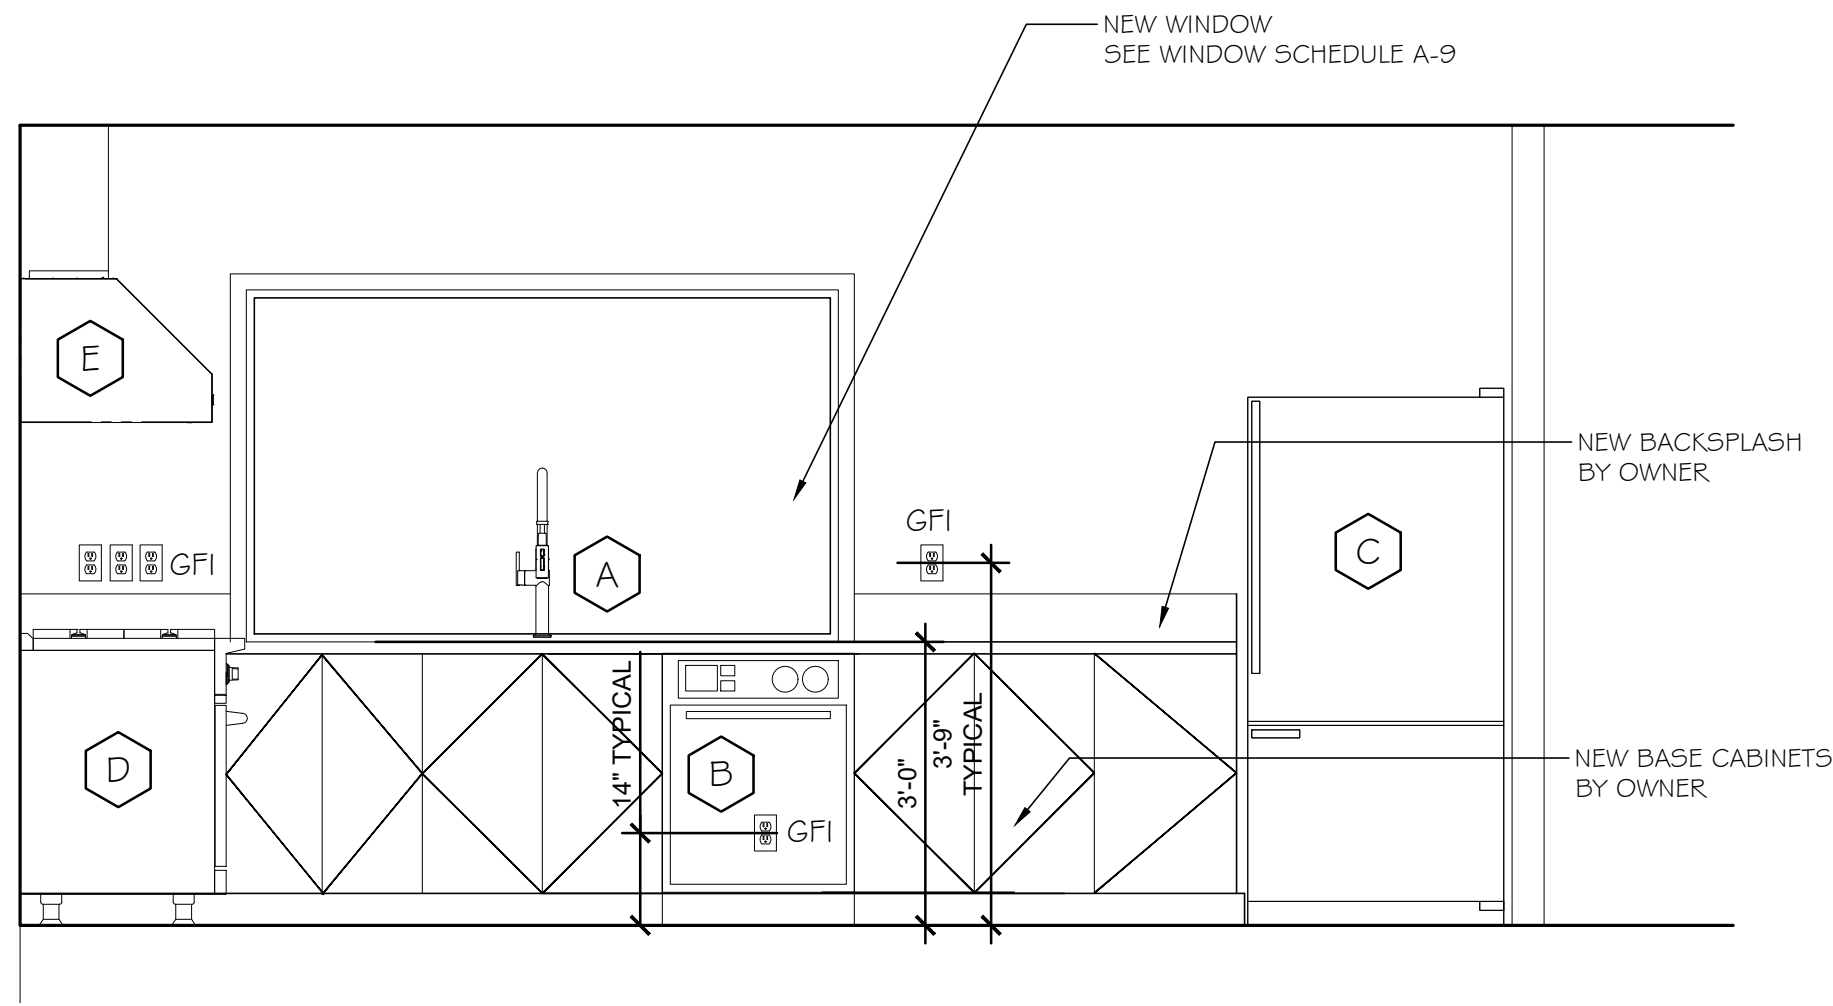 NEW WINDOW
SEE WINDOW SCHEDULE A-9
E
NEW BACKSPLASH
BY OWNER
GFI
GFI
A
C
14" TYPICAL
3'-0"
3'-9"
TYPICAL
D
B
GFI
NEW BASE CABINETS
BY OWNER